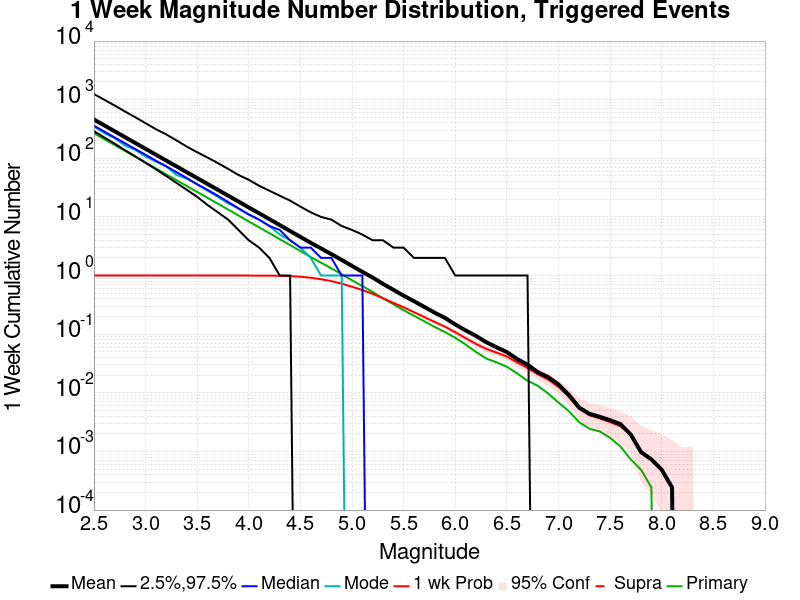 1 Week Magnitude Number Distribution, Triggered Events
1 Week Cumulative Number
10^4
10^3
10^2
10^1
10^0
10^-1
10^-2
10^-3
10^-4
2.5 3.0 3.5 4.0 4.5 5.0 5.5 6.0 6.5 7.0 7.5 8.0 8.5 9.0
Magnitude
Mean 2.5%,97.5% Median Mode 1 wk Prob 95% Conf Supra Primary